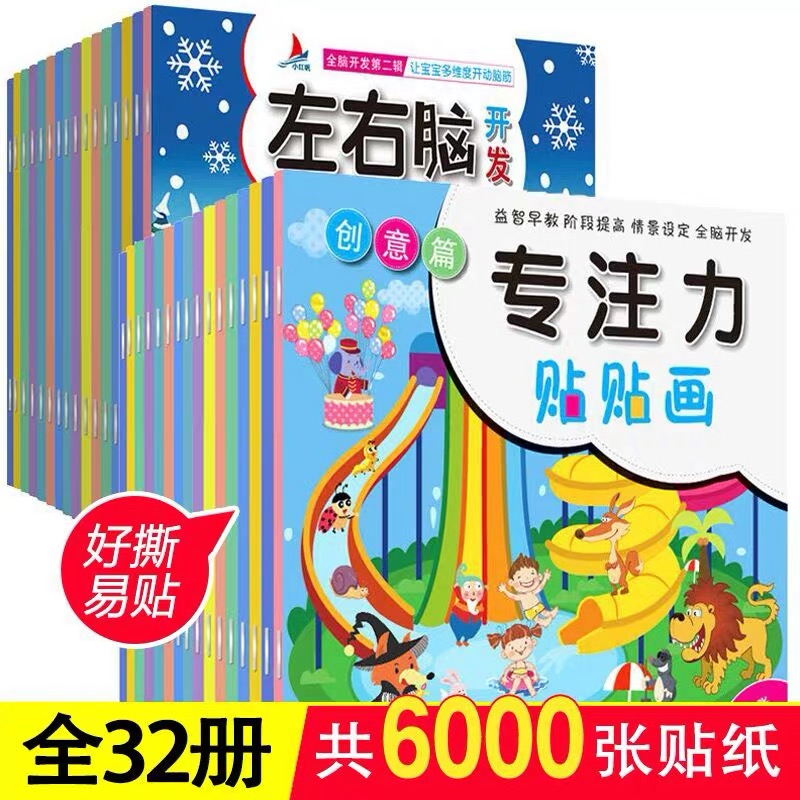 小红帆
全脑开发第二辑 让宝宝多维度开动脑筋
左右脑
开发
创意篇
益智早教 阶段提高 情景设定 全脑开发
专注力
贴贴画
好撕
易贴
全32册
共6000张贴纸